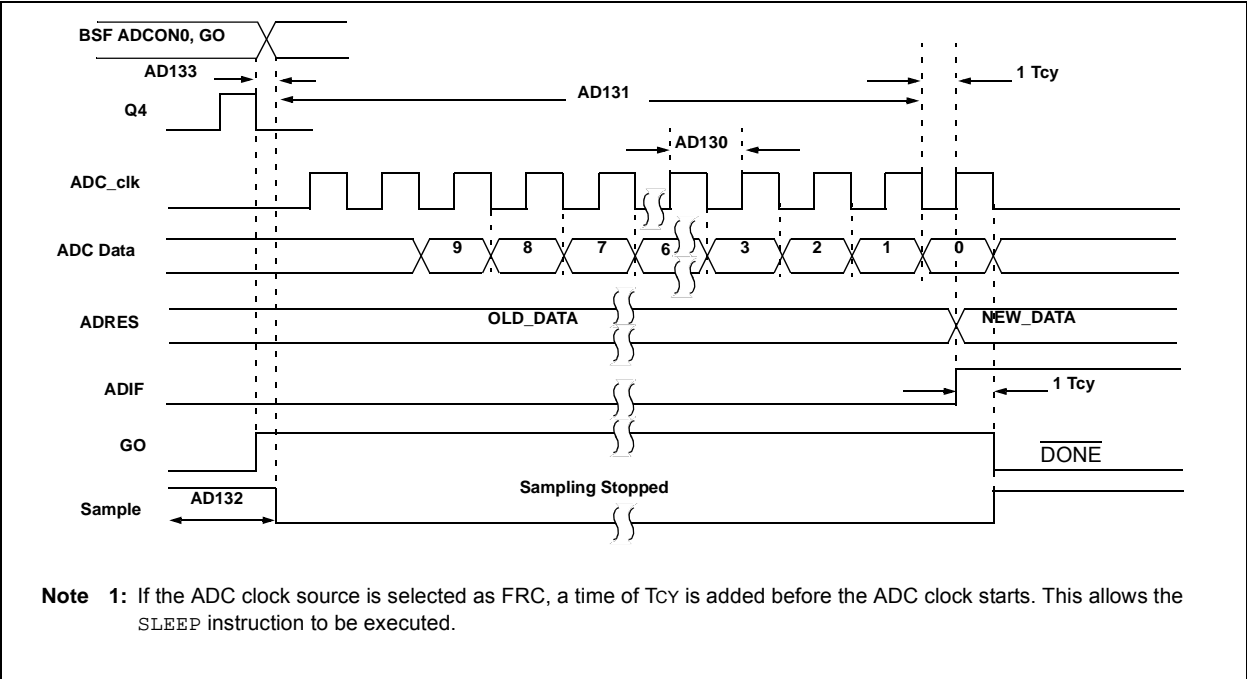 BSF ADCON0, GO
AD133
1 Tcy
AD131
Q4
AD130
ADC_clk
ADC Data
9 8 7 6 3 2 1 0
ADRES
OLD_DATA
NEW_DATA
ADIF
1 Tcy
GO
DONE
AD132
Sampling Stopped
Sample
Note 1: If the ADC clock source is selected as FRC, a time of TCY is added before the ADC clock starts. This allows the
SLEEP instruction to be executed.